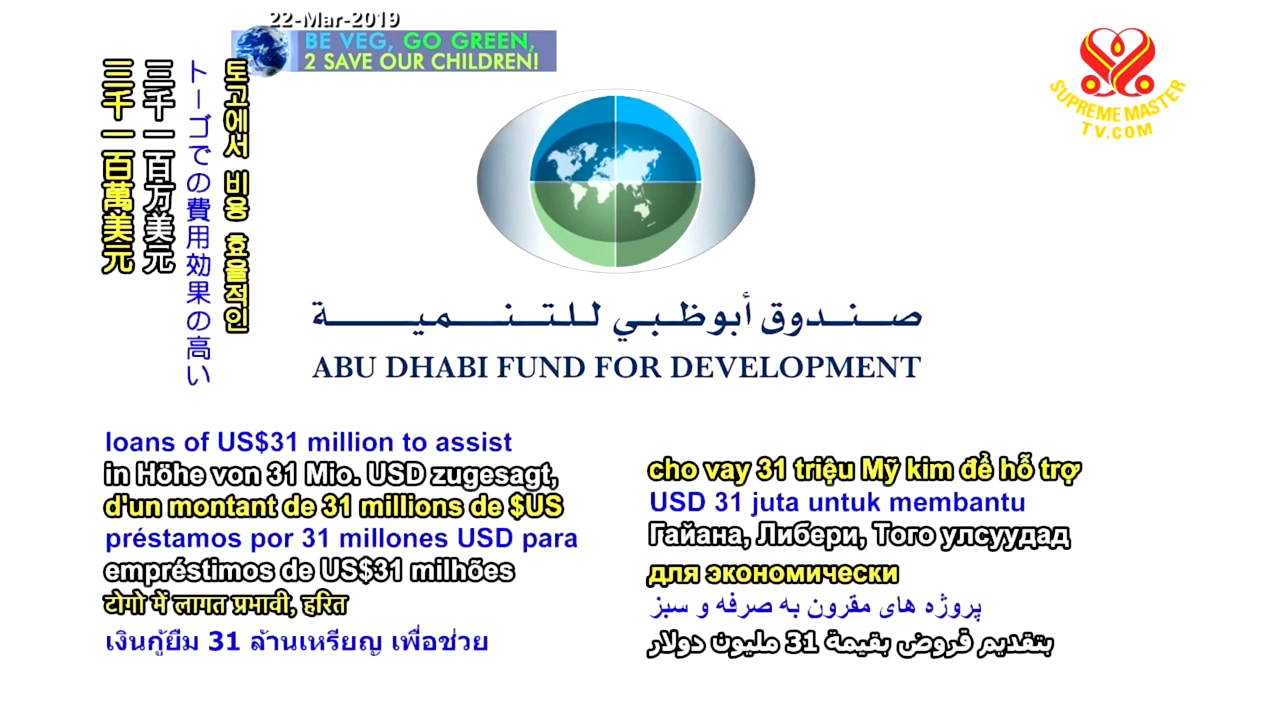 22-Mar-2019
BE VEG, GO GREEN,
2 SAVE OUR CHILDREN!
SUPREME MASTER
TV.COM
三千一百萬美元
三千一百万美元
トーゴでの費用効果の高い
토고에서 비용 효율적인
صندوق أبوظبي للتنمية
ABU DHABI FUND FOR DEVELOPMENT
loans of US$31 million to assist
in Höhe von 31 Mio. USD zugesagt,
d'un montant de 31 millions de $US
préstamos por 31 millones USD para
empréstimos de US$31 milhões
टोगो में लागत प्रभावी, हरित
เงินกู้ยืม 31 ล้านเหรียญ เพื่อช่วย
cho vay 31 triệu Mỹ kim để hỗ trợ
USD 31 juta untuk membantu
Гайана, Либери, Того улсуудад
для экономически
پروژه های مقرون به صرفه و سبز
بتقديم قروض بقيمة 31 مليون دولار